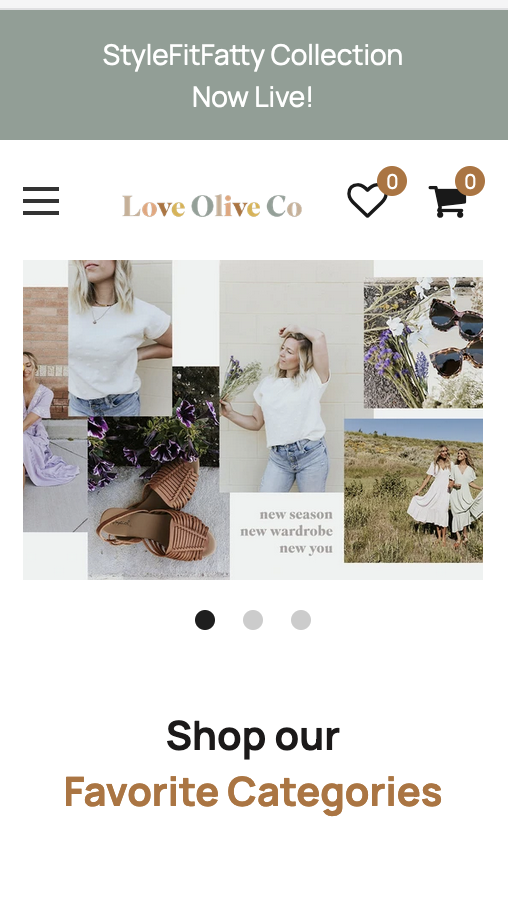 StyleFitFatty Collection
Now Live!
0
0
Love Olive Co
new season
new wardrobe
new you
Shop our
Favorite Categories